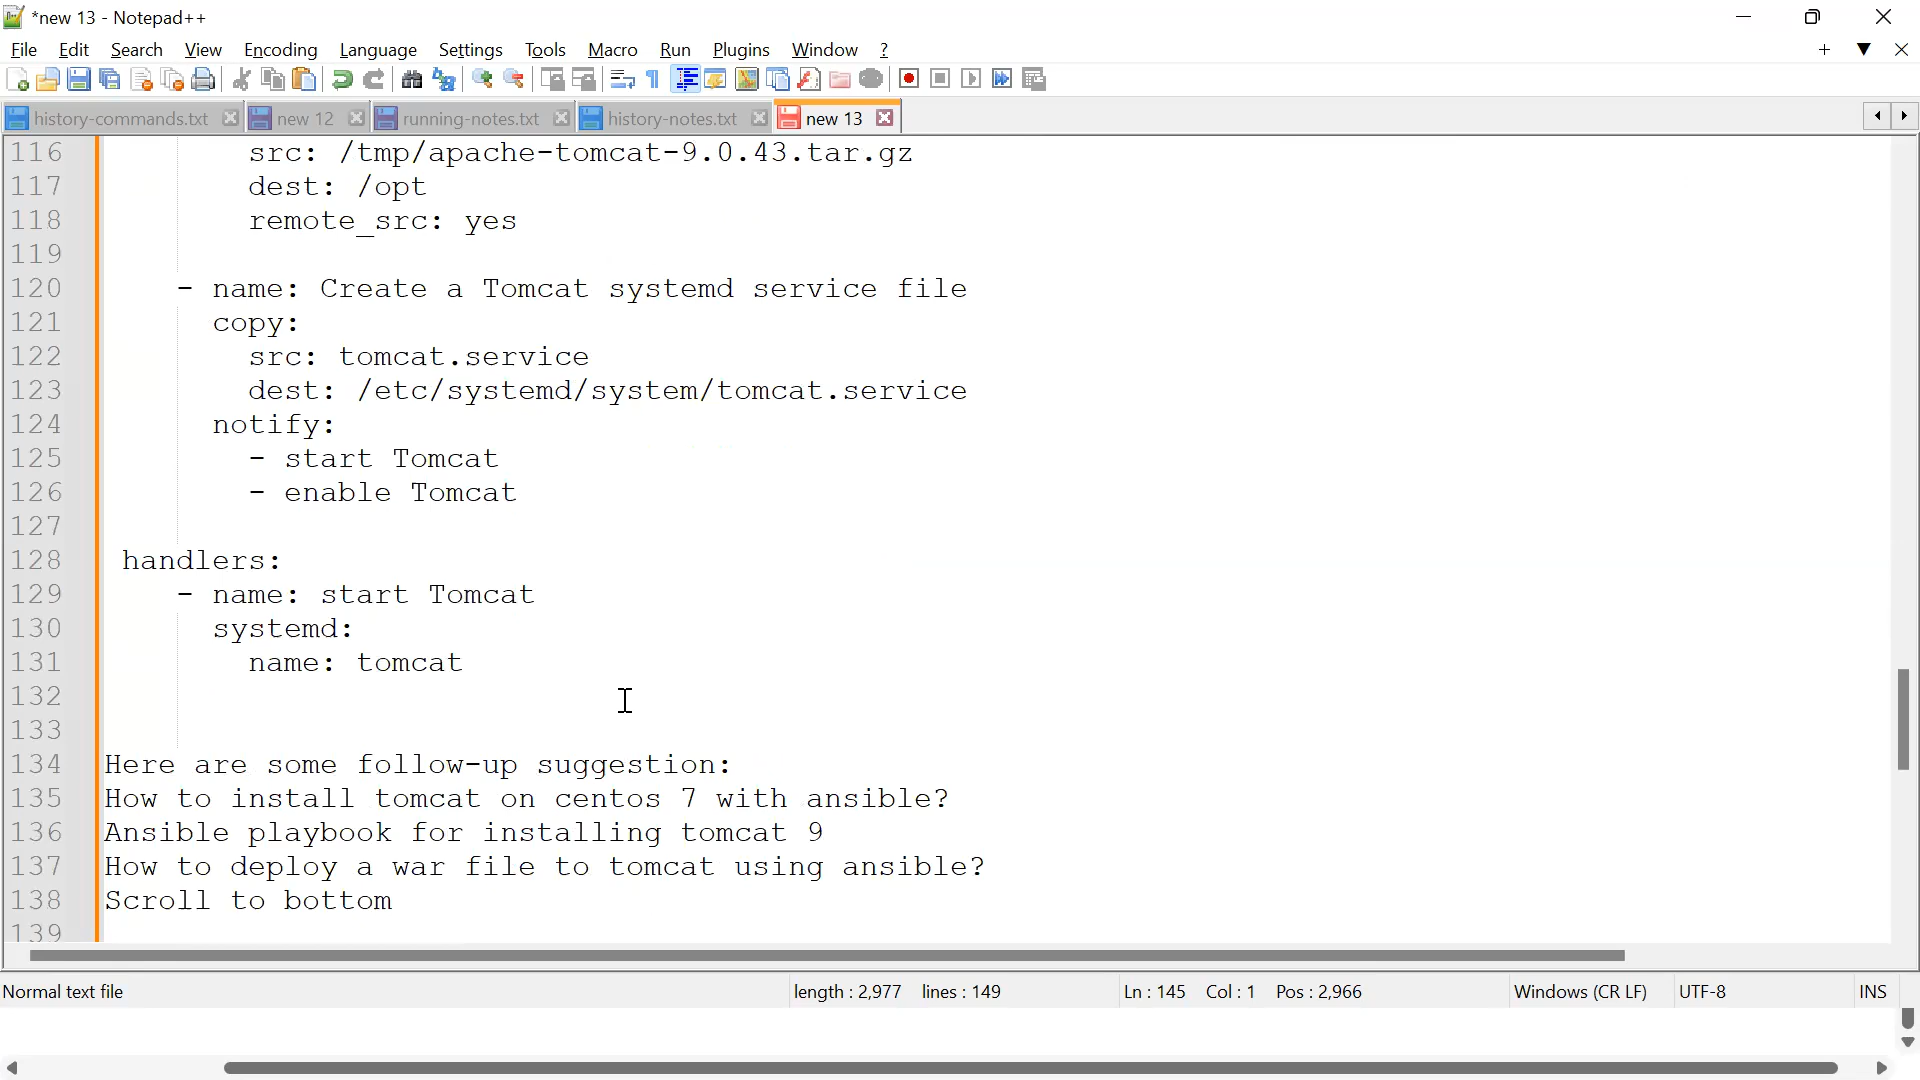 *new 13 - Notepad++
File Edit Search View Encoding Language Settings Tools Macro Run Plugins Window ?
history-commands.txt new 12 running-notes.txt history-notes.txt new 13
116 src: /tmp/apache-tomcat-9.0.43.tar.gz
117 dest: /opt
118 remote_src: yes
119
120 - name: Create a Tomcat systemd service file
121 copy:
122 src: tomcat.service
123 dest: /etc/systemd/system/tomcat.service
124 notify:
125 - start Tomcat
126 - enable Tomcat
127
128 handlers:
129 - name: start Tomcat
130 systemd:
131 name: tomcat
132
133
134 Here are some follow-up suggestion:
135 How to install tomcat on centos 7 with ansible?
136 Ansible playbook for installing tomcat 9
137 How to deploy a war file to tomcat using ansible?
138 Scroll to bottom
139
Normal text file length : 2,977 lines : 149 Ln : 145 Col : 1 Pos : 2,966 Windows (CR LF) UTF-8 INS